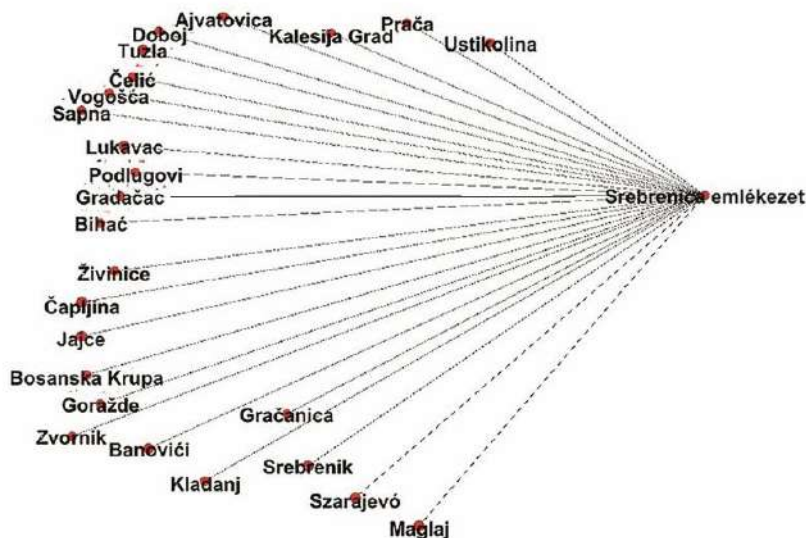 Ajvatovica
Prača
Doboj
Kalesija Grad
Ustikolina
Tuzla
Čelić
Vogošća
Sapna
Lukavac
Podlugovi
Gradačac
Srebrenica emlékezet
Bihać
Živinice
Čapljina
Jajce
Bosanska Krupa
Goražde
Gračanica
Zvornik
Banovići
Srebrenik
Kladanj
Szarajevó
Maglaj